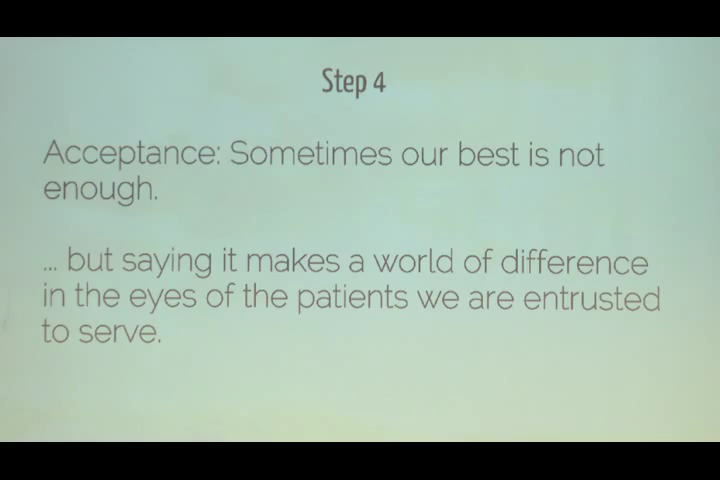 Step 4
Acceptance: Sometimes our best is not
enough.
... but saying it makes a world of difference
in the eyes of the patients we are entrusted
to serve.